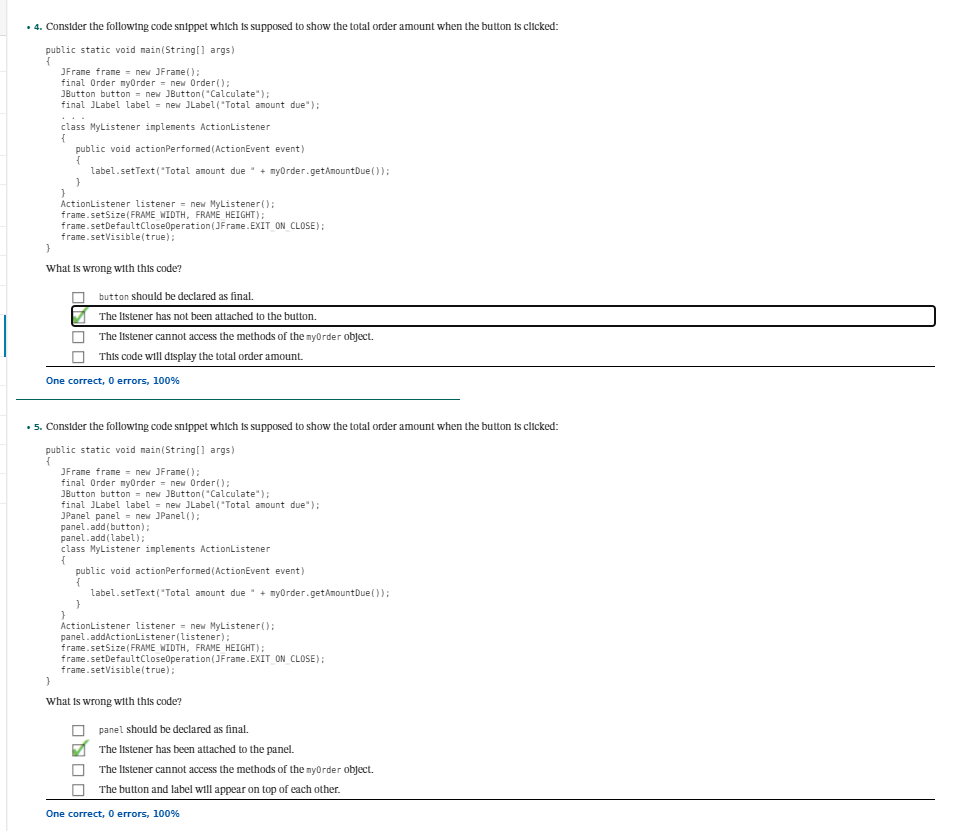 • 4. Consider the following code snippet which is supposed to show the total order amount when the button is clicked:
public static void main(String[] args)
{
   JFrame frame = new JFrame();
   final Order myOrder = new Order();
   JButton button = new JButton("Calculate");
   final JLabel label = new JLabel("Total amount due");
   . . .
   class MyListener implements ActionListener
   {
      public void actionPerformed(ActionEvent event)
      {
         label.setText("Total amount due " + myOrder.getAmountDue());
      }
   }
   ActionListener listener = new MyListener();
   frame.setSize(FRAME_WIDTH, FRAME_HEIGHT);
   frame.setDefaultCloseOperation(JFrame.EXIT_ON_CLOSE);
   frame.setVisible(true);
}
What is wrong with this code?
button should be declared as final.
The listener has not been attached to the button.
The listener cannot access the methods of the myOrder object.
This code will display the total order amount.
One correct, 0 errors, 100%
• 5. Consider the following code snippet which is supposed to show the total order amount when the button is clicked:
public static void main(String[] args)
{
   JFrame frame = new JFrame();
   final Order myOrder = new Order();
   JButton button = new JButton("Calculate");
   final JLabel label = new JLabel("Total amount due");
   JPanel panel = new JPanel();
   panel.add(button);
   panel.add(label);
   class MyListener implements ActionListener
   {
      public void actionPerformed(ActionEvent event)
      {
         label.setText("Total amount due " + myOrder.getAmountDue());
      }
   }
   ActionListener listener = new MyListener();
   panel.addActionListener(listener);
   frame.setSize(FRAME_WIDTH, FRAME_HEIGHT);
   frame.setDefaultCloseOperation(JFrame.EXIT_ON_CLOSE);
   frame.setVisible(true);
}
What is wrong with this code?
panel should be declared as final.
The listener has been attached to the panel.
The listener cannot access the methods of the myOrder object.
The button and label will appear on top of each other.
One correct, 0 errors, 100%